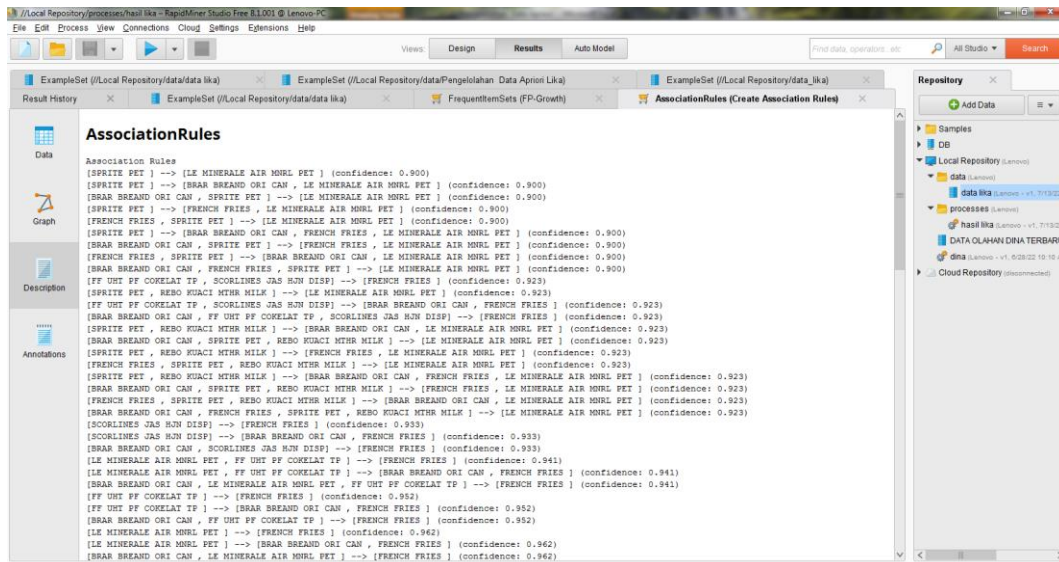 //Local Repository/processes/hasil lika – RapidMiner Studio Free 8.1.001 @ Lenovo-PC
File Edit Process View Connections Cloud Settings Extensions Help
Views: Design Results Auto Model Find data, operators...etc All Studio Search
ExampleSet (//Local Repository/data/data lika) ExampleSet (//Local Repository/data/Pengelolahan Data Apriori Lika) ExampleSet (//Local Repository/data_lika)
Result History ExampleSet (//Local Repository/data/data lika) FrequentItemSets (FP-Growth) AssociationRules (Create Association Rules)
Data
Graph
Description
Annotations
AssociationRules
Association Rules
[SPRITE PET ] --> [LE MINERALE AIR MNRL PET ] (confidence: 0.900)
[SPRITE PET ] --> [BRAR BREAND ORI CAN , LE MINERALE AIR MNRL PET ] (confidence: 0.900)
[BRAR BREAND ORI CAN , SPRITE PET ] --> [LE MINERALE AIR MNRL PET ] (confidence: 0.900)
[SPRITE PET ] --> [FRENCH FRIES , LE MINERALE AIR MNRL PET ] (confidence: 0.900)
[FRENCH FRIES , SPRITE PET ] --> [LE MINERALE AIR MNRL PET ] (confidence: 0.900)
[SPRITE PET ] --> [BRAR BREAND ORI CAN , FRENCH FRIES , LE MINERALE AIR MNRL PET ] (confidence: 0.900)
[BRAR BREAND ORI CAN , SPRITE PET ] --> [FRENCH FRIES , LE MINERALE AIR MNRL PET ] (confidence: 0.900)
[FRENCH FRIES , SPRITE PET ] --> [BRAR BREAND ORI CAN , LE MINERALE AIR MNRL PET ] (confidence: 0.900)
[BRAR BREAND ORI CAN , FRENCH FRIES , SPRITE PET ] --> [LE MINERALE AIR MNRL PET ] (confidence: 0.900)
[FF UHT PF COKELAT TP , SCORLINES JAS HJN DISP] --> [FRENCH FRIES ] (confidence: 0.923)
[SPRITE PET , REBO KUACI MTHR MILK ] --> [LE MINERALE AIR MNRL PET ] (confidence: 0.923)
[FF UHT PF COKELAT TP , SCORLINES JAS HJN DISP] --> [BRAR BREAND ORI CAN , FRENCH FRIES ] (confidence: 0.923)
[BRAR BREAND ORI CAN , FF UHT PF COKELAT TP , SCORLINES JAS HJN DISP] --> [FRENCH FRIES ] (confidence: 0.923)
[SPRITE PET , REBO KUACI MTHR MILK ] --> [BRAR BREAND ORI CAN , LE MINERALE AIR MNRL PET ] (confidence: 0.923)
[BRAR BREAND ORI CAN , SPRITE PET , REBO KUACI MTHR MILK ] --> [LE MINERALE AIR MNRL PET ] (confidence: 0.923)
[SPRITE PET , REBO KUACI MTHR MILK ] --> [FRENCH FRIES , LE MINERALE AIR MNRL PET ] (confidence: 0.923)
[FRENCH FRIES , SPRITE PET , REBO KUACI MTHR MILK ] --> [LE MINERALE AIR MNRL PET ] (confidence: 0.923)
[SPRITE PET , REBO KUACI MTHR MILK ] --> [BRAR BREAND ORI CAN , FRENCH FRIES , LE MINERALE AIR MNRL PET ] (confidence: 0.923)
[BRAR BREAND ORI CAN , SPRITE PET , REBO KUACI MTHR MILK ] --> [FRENCH FRIES , LE MINERALE AIR MNRL PET ] (confidence: 0.923)
[FRENCH FRIES , SPRITE PET , REBO KUACI MTHR MILK ] --> [BRAR BREAND ORI CAN , LE MINERALE AIR MNRL PET ] (confidence: 0.923)
[BRAR BREAND ORI CAN , FRENCH FRIES , SPRITE PET , REBO KUACI MTHR MILK ] --> [LE MINERALE AIR MNRL PET ] (confidence: 0.923)
[SCORLINES JAS HJN DISP] --> [FRENCH FRIES ] (confidence: 0.933)
[SCORLINES JAS HJN DISP] --> [BRAR BREAND ORI CAN , FRENCH FRIES ] (confidence: 0.933)
[BRAR BREAND ORI CAN , SCORLINES JAS HJN DISP] --> [FRENCH FRIES ] (confidence: 0.933)
[LE MINERALE AIR MNRL PET , FF UHT PF COKELAT TP ] --> [FRENCH FRIES ] (confidence: 0.941)
[LE MINERALE AIR MNRL PET , FF UHT PF COKELAT TP ] --> [BRAR BREAND ORI CAN , FRENCH FRIES ] (confidence: 0.941)
[BRAR BREAND ORI CAN , LE MINERALE AIR MNRL PET , FF UHT PF COKELAT TP ] --> [FRENCH FRIES ] (confidence: 0.941)
[FF UHT PF COKELAT TP ] --> [FRENCH FRIES ] (confidence: 0.952)
[FF UHT PF COKELAT TP ] --> [BRAR BREAND ORI CAN , FRENCH FRIES ] (confidence: 0.952)
[BRAR BREAND ORI CAN , FF UHT PF COKELAT TP ] --> [FRENCH FRIES ] (confidence: 0.952)
[LE MINERALE AIR MNRL PET ] --> [FRENCH FRIES ] (confidence: 0.962)
[LE MINERALE AIR MNRL PET ] --> [BRAR BREAND ORI CAN , FRENCH FRIES ] (confidence: 0.962)
[BRAR BREAND ORI CAN , LE MINERALE AIR MNRL PET ] --> [FRENCH FRIES ] (confidence: 0.962)
Repository
Add Data
Samples
DB
Local Repository (Lenovo)
data (Lenovo)
data lika (Lenovo - v1, 7/13/22
processes (Lenovo)
hasil lika (Lenovo - v1, 7/13/2
DATA OLAHAN DINA TERBARU
dina (Lenovo - v1, 6/28/22 10:10
Cloud Repository (disconnected)